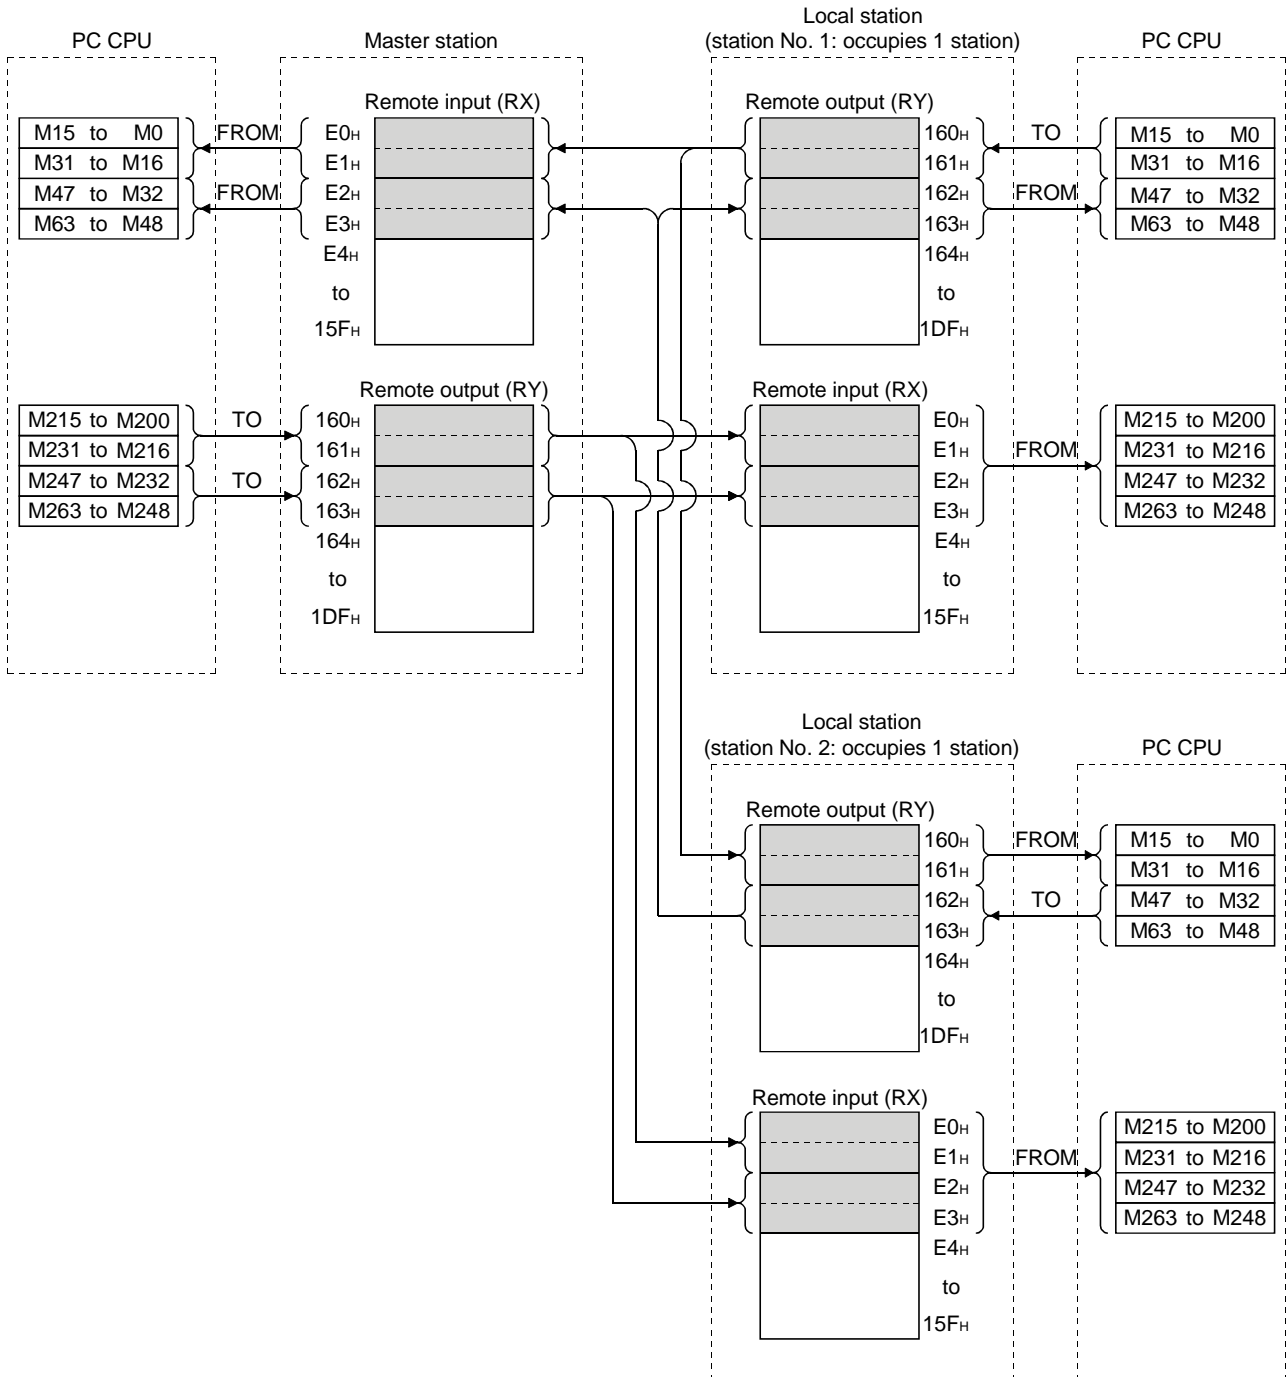 Local station
PC CPU Master station (station No. 1: occupies 1 station) PC CPU
Remote input (RX) Remote output (RY)
M15 to M0 FROM E0H 160H TO M15 to M0
M31 to M16 E1H 161H M31 to M16
M47 to M32 FROM E2H 162H FROM M47 to M32
M63 to M48 E3H 163H M63 to M48
E4H 164H
to to
15FH 1DFH
Remote output (RY) Remote input (RX)
M215 to M200 TO 160H E0H M215 to M200
M231 to M216 161H E1H FROM M231 to M216
M247 to M232 TO 162H E2H M247 to M232
M263 to M248 163H E3H M263 to M248
164H E4H
to to
1DFH 15FH
Local station
(station No. 2: occupies 1 station) PC CPU
Remote output (RY)
160H FROM M15 to M0
161H M31 to M16
162H TO M47 to M32
163H M63 to M48
164H
to
1DFH
Remote input (RX)
E0H M215 to M200
E1H FROM M231 to M216
E2H M247 to M232
E3H M263 to M248
E4H
to
15FH